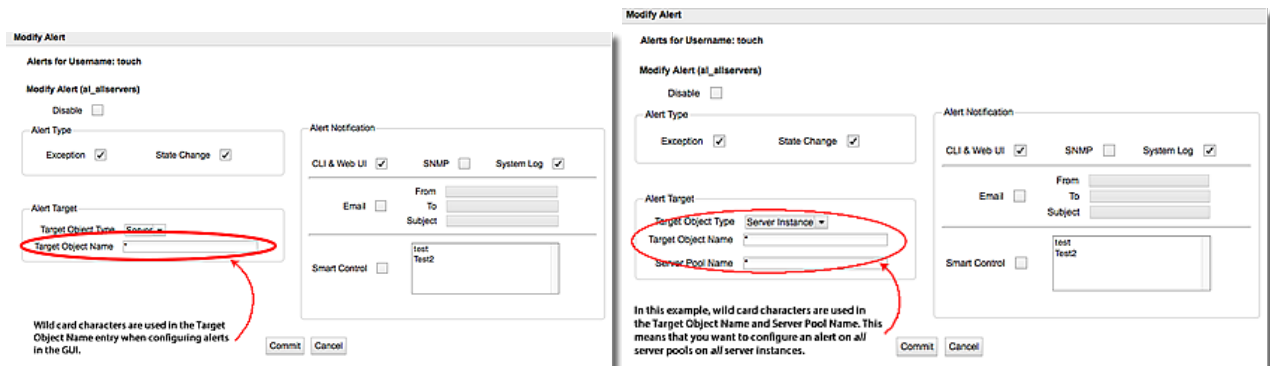 Modify Alert
Alerts for Username: touch
Modify Alert (al_allservers)
Disable
Alert Type
Exception
State Change
Alert Target
Target Object Type Server
Target Object Name *
Alert Notification
CLI & Web UI
SNMP
System Log
Email
From
To
Subject
Smart Control
test
Test2
Wild card characters are used in the Target
Object Name entry when configuring alerts
in the GUI.
Commit
Cancel
Modify Alert
Alerts for Username: touch
Modify Alert (al_allservers)
Disable
Alert Type
Exception
State Change
Alert Target
Target Object Type Server Instance
Target Object Name *
Server Pool Name *
Alert Notification
CLI & Web UI
SNMP
System Log
Email
From
To
Subject
Smart Control
test
Test2
In this example, wild card characters are used in
the Target Object Name and Server Pool Name. This
means that you want to configure an alert on all
server pools on all server instances.
Commit
Cancel